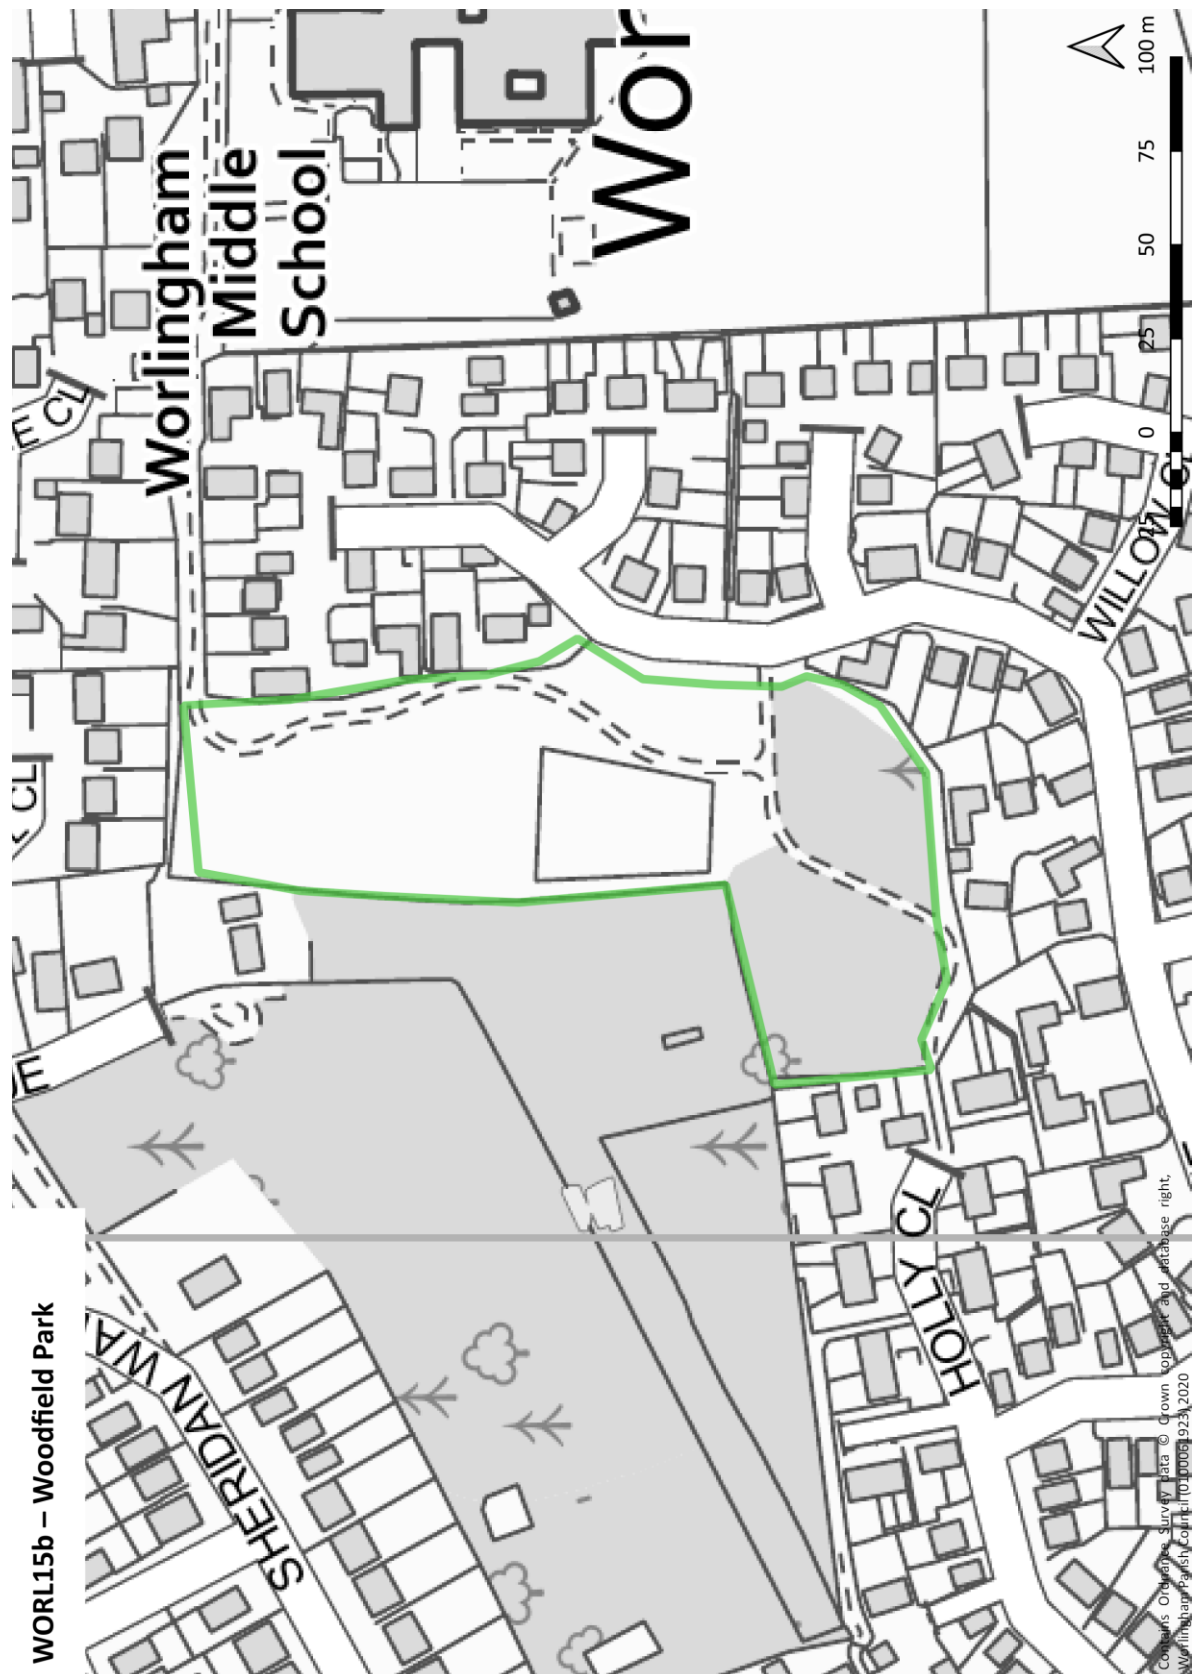 WORL15b – Woodfield Park
Worlingham
Middle
School
Wor
E CL
CL
SHERIDAN WA
HOLLY CL
WILLOW C
25
0
25
50
75
100 m
Contains Ordnance Survey data © Crown copyright and database right,
Worlingham Parish Council (0100061923) 2020